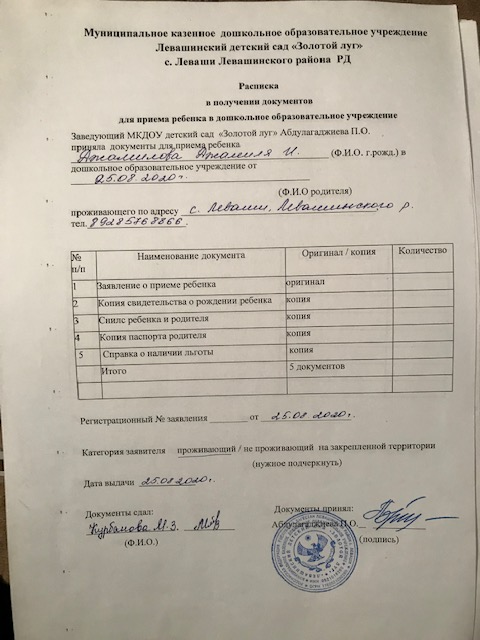 Муниципальное казенное дошкольное образовательное учреждение
Левашинский детский сад «Золотой луг»
с. Леваши Левашинского района РД
Расписка
в получении документов
для приема ребенка в дошкольное образовательное учреждение
Заведующий МКДОУ детский сад «Золотой луг» Абдулагаджиева П.О.
приняла документы для приема ребенка
Джамилова Джамиля И. (Ф.И.О. г.рожд.) в
дошкольное образовательное учреждение от
25.08.2020г.
(Ф.И.О родителя)
проживающего по адресу с. Леваши, Левашинского р.
тел. 89285768866.
№ п/п Наименование документа Оригинал / копия Количество
1 Заявление о приеме ребенка оригинал
2 Копия свидетельства о рождении ребенка копия
3 Снилс ребенка и родителя копия
4 Копия паспорта родителя копия
5 Справка о наличии льготы копия
Итого 5 документов
Регистрационный № заявления ________ от 25.08 2020г.
Категория заявителя проживающий / не проживающий на закрепленной территории
(нужное подчеркнуть)
Дата выдачи 25.08 2020г.
Документы сдал: Документы принял:
Курбанова М.З. Абдулагаджиева П.О.
(Ф.И.О.) (подпись)